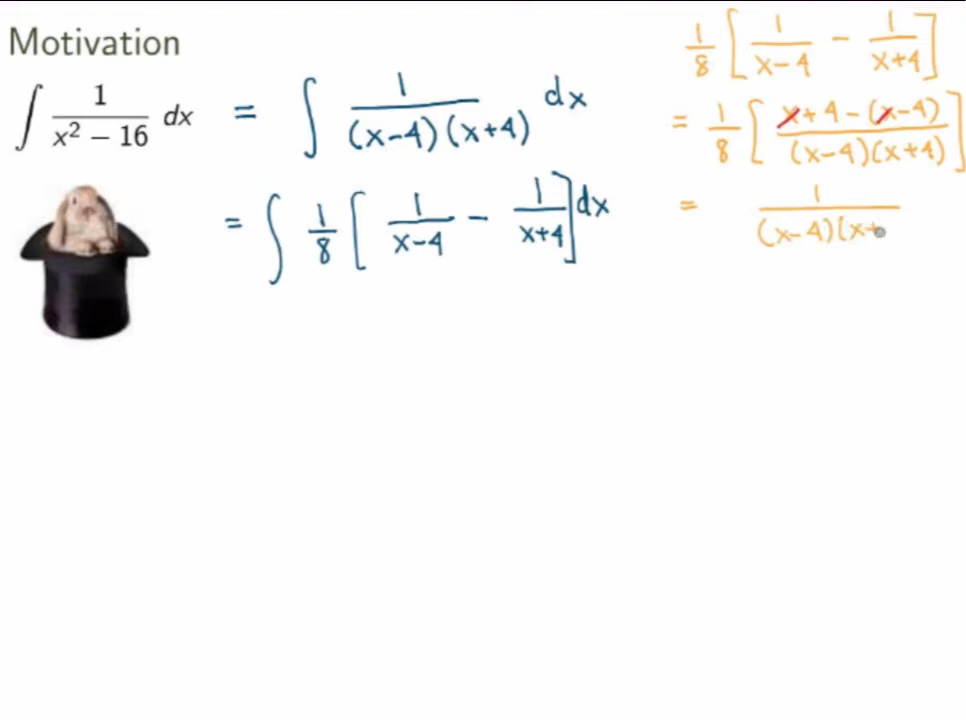 Motivation
∫ 1/(x² − 16) dx = ∫ 1/((x-4)(x+4)) dx
= ∫ 1/8 [ 1/(x-4) - 1/(x+4) ] dx
1/8 [ 1/(x-4) - 1/(x+4) ]
= 1/8 [ (x+4-(x-4))/((x-4)(x+4)) ]
= 1/((x-4)(x+